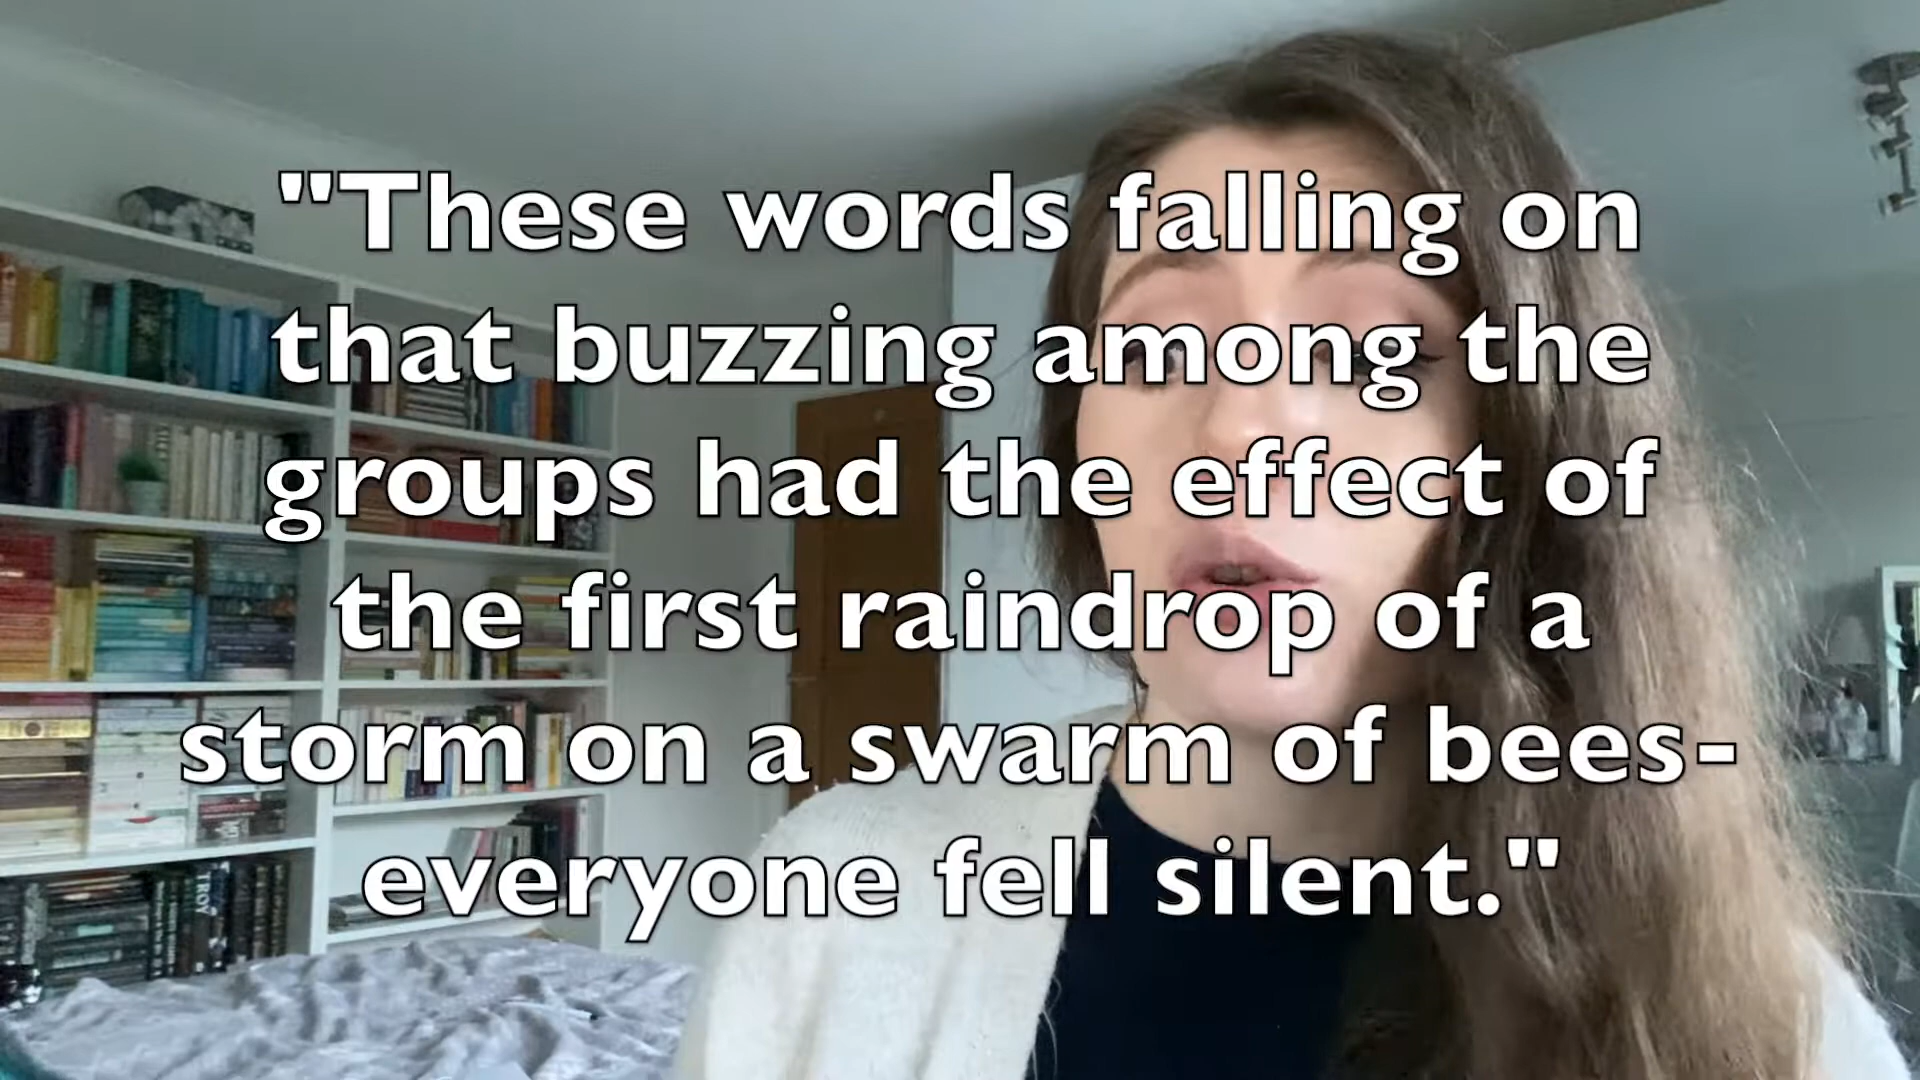 "These words falling on
that buzzing among the
groups had the effect of
the first raindrop of a
storm on a swarm of bees-
everyone fell silent."